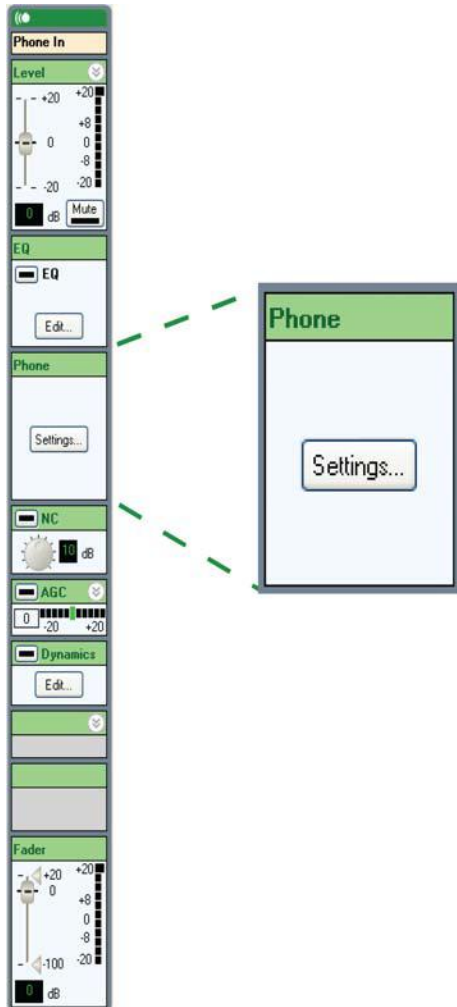 Phone In
Level
+20 +20
+8
0 0
-8
-20 -20
0 dB Mute
EQ
EQ
Edit...
Phone
Settings...
NC
10 dB
AGC
0 -20 +20
Dynamics
Edit...
Fader
+20 +20
0
+8
0
-8
-100 -20
0 dB
Phone
Settings...